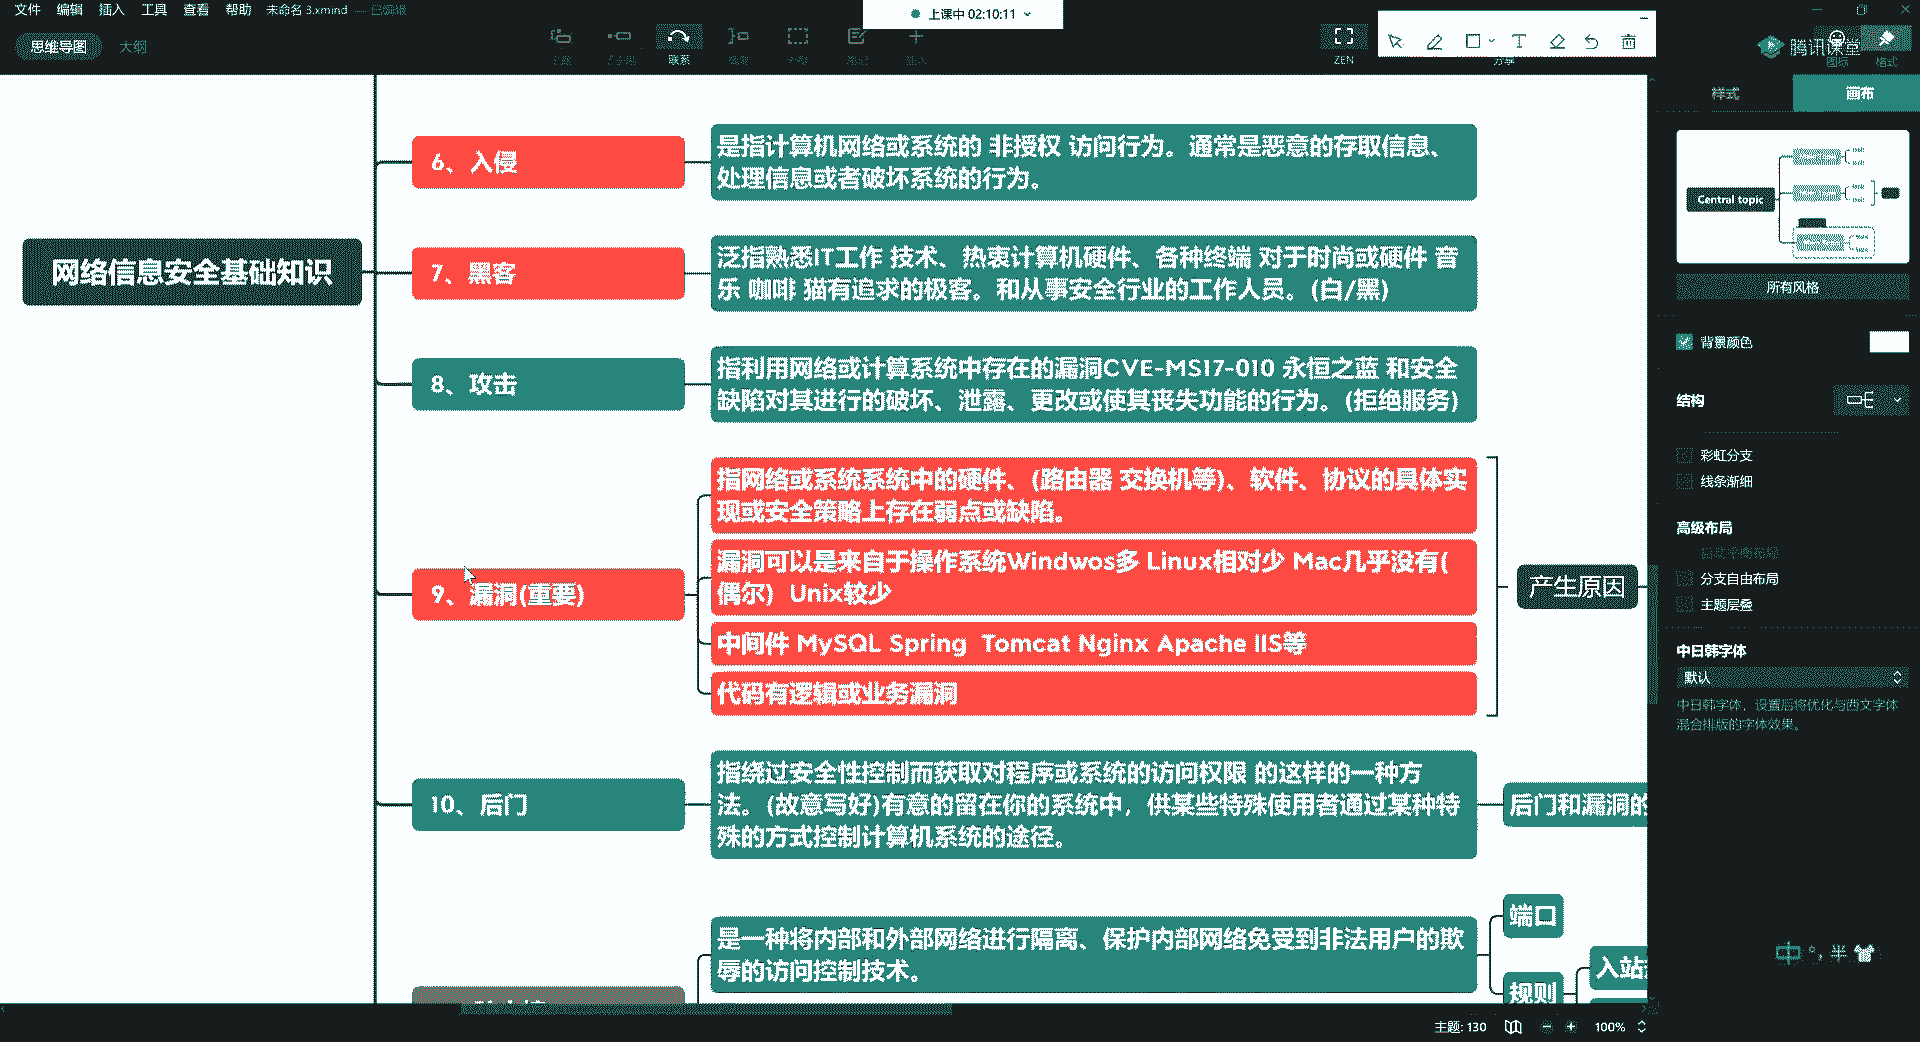 文件 编辑 插入 工具 查看 帮助 未命名 3.xmind — 已编辑
上课中 02:10:11
思维导图 大纲
联系
ZEN
分享
腾讯课堂
图标 格式
样式 画布
6、入侵
是指计算机网络或系统的 非授权 访问行为。通常是恶意的存取信息、
处理信息或者破坏系统的行为。
网络信息安全基础知识
7、黑客
泛指熟悉IT工作 技术、热衷计算机硬件、各种终端 对于时尚或硬件 音
乐 咖啡 猫有追求的极客。和从事安全行业的工作人员。(白/黑)
8、攻击
指利用网络或计算系统中存在的漏洞CVE-MS17-010 永恒之蓝 和安全
缺陷对其进行的破坏、泄露、更改或使其丧失功能的行为。(拒绝服务)
9、漏洞(重要)
指网络或系统系统中的硬件、(路由器 交换机等)、软件、协议的具体实
现或安全策略上存在弱点或缺陷。
漏洞可以是来自于操作系统Windwos多 Linux相对少 Mac几乎没有(
偶尔) Unix较少
中间件 MySQL Spring Tomcat Nginx Apache IIS等
代码有逻辑或业务漏洞
产生原因
10、后门
指绕过安全性控制而获取对程序或系统的访问权限 的这样的一种方
法。(故意写好)有意的留在你的系统中，供某些特殊使用者通过某种特
殊的方式控制计算机系统的途径。
后门和漏洞的
是一种将内部和外部网络进行隔离、保护内部网络免受到非法用户的欺
辱的访问控制技术。
端口
规则
入站
Central topic
所有风格
背景颜色
结构
彩虹分支
线条渐细
高级布局
自动平衡布局
分支自由布局
主题层叠
中日韩字体
默认
中日韩字体，设置后将优化与西文字体
混合排版的字体效果。
中 °, 半
主题: 130 100%